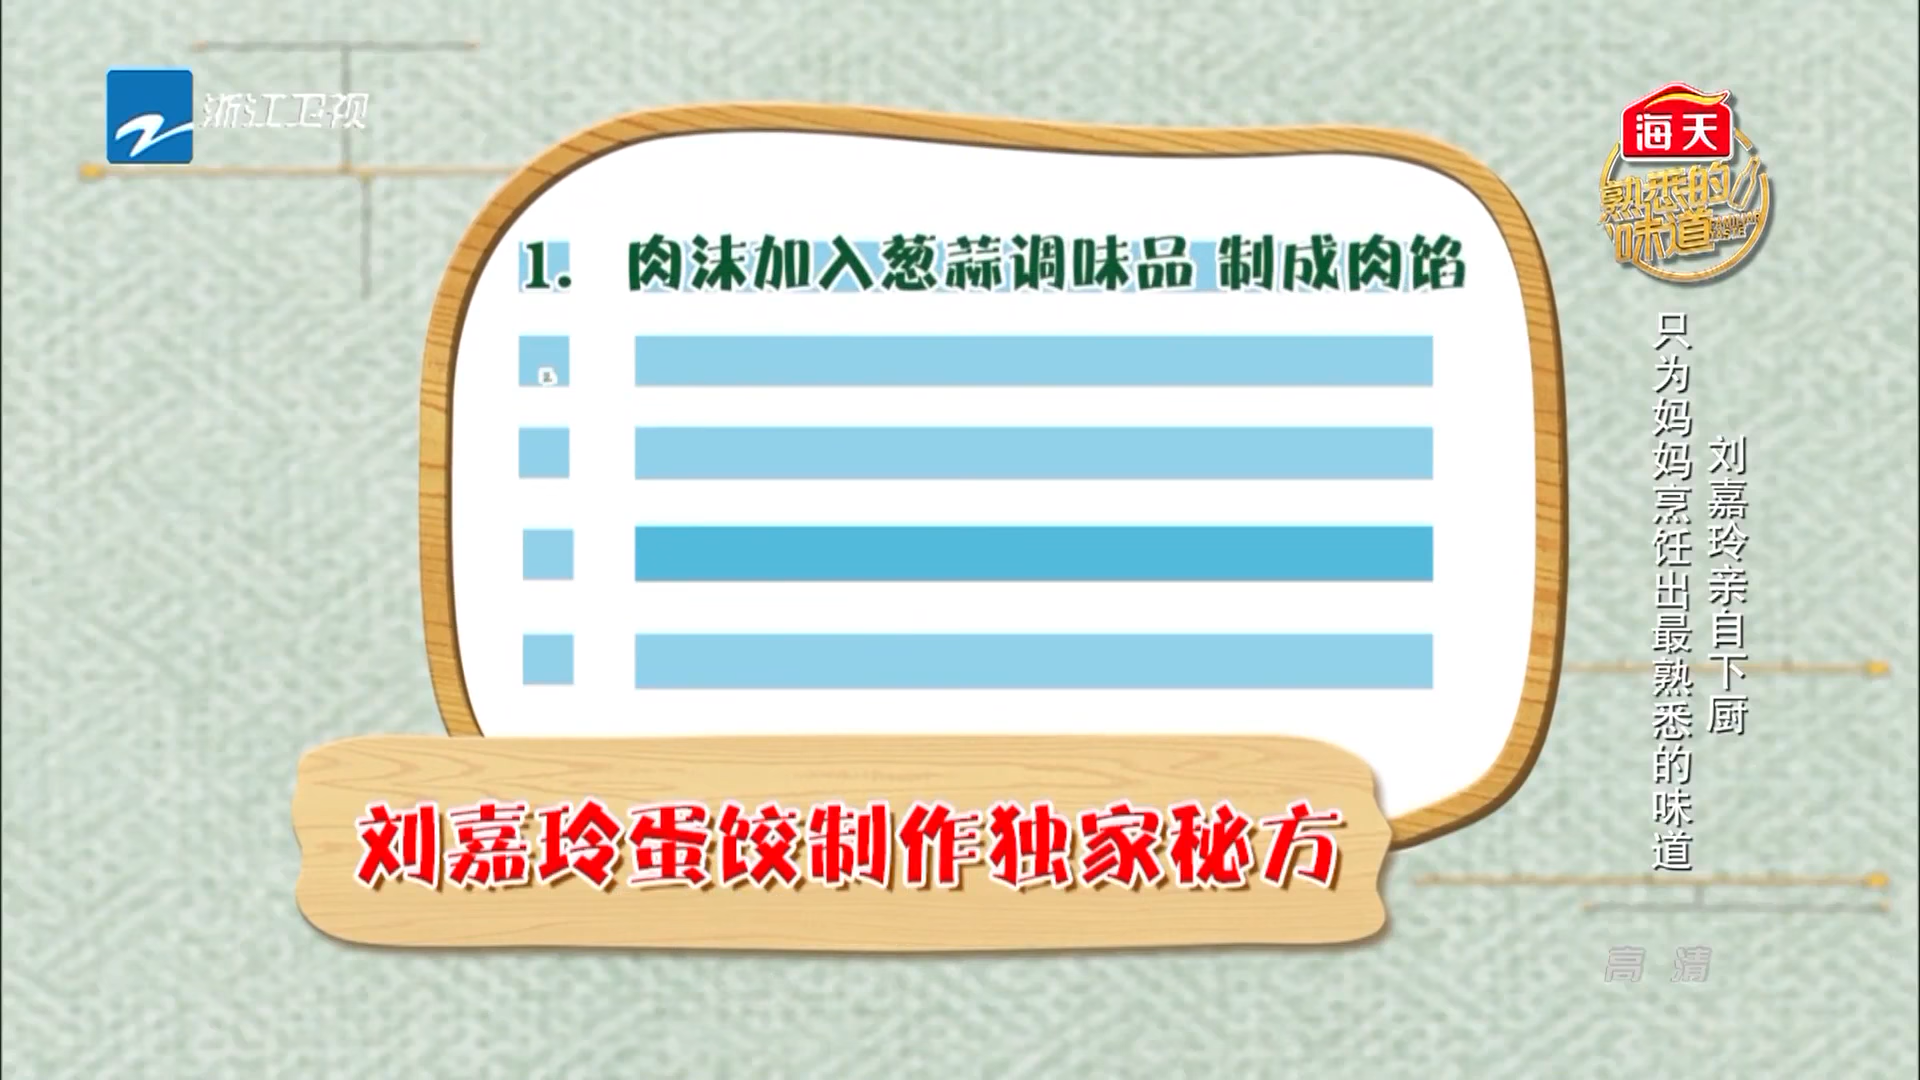 浙江卫视
海天
熟悉的
味道
1. 肉沫加入葱蒜调味品 制成肉馅
刘嘉玲蛋饺制作独家秘方
刘嘉玲亲自下厨
只为妈妈烹饪出最熟悉的味道
高清